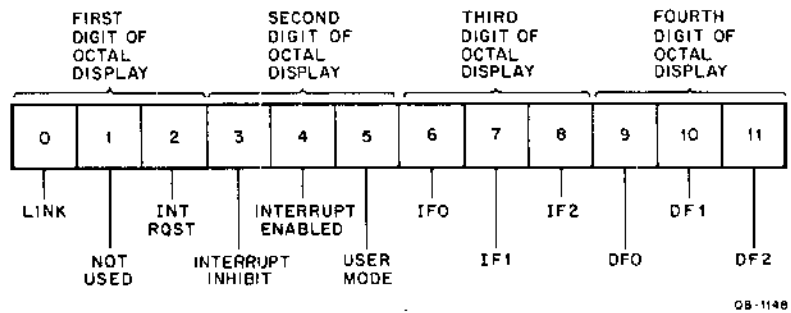 FIRST DIGIT OF OCTAL DISPLAY
SECOND DIGIT OF OCTAL DISPLAY
THIRD DIGIT OF OCTAL DISPLAY
FOURTH DIGIT OF OCTAL DISPLAY
0 1 2 3 4 5 6 7 8 9 10 11
LINK
NOT USED
INT RQST
INTERRUPT INHIBIT
INTERRUPT ENABLED
USER MODE
IF0
IF1
IF2
DF0
DF1
DF2
08-1148